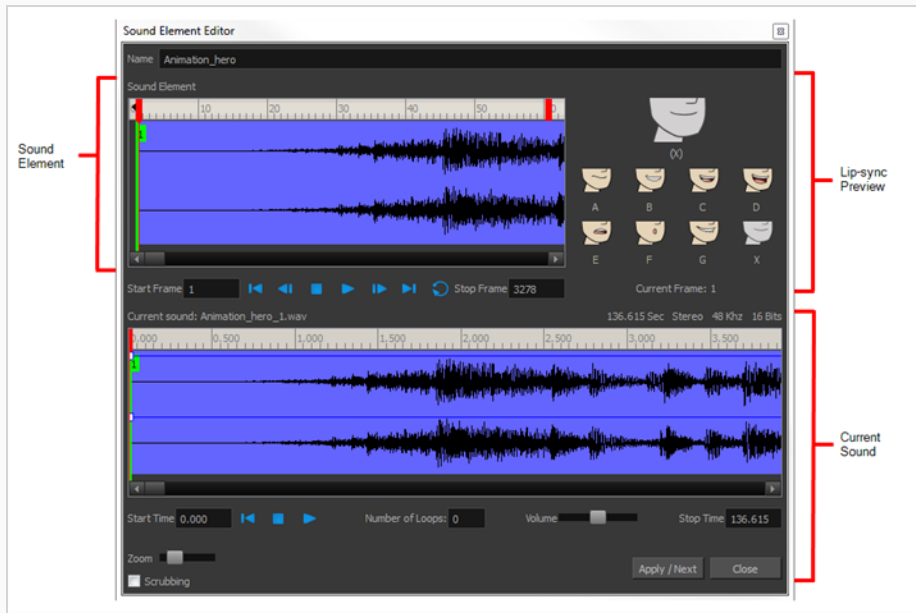 Sound Element Editor
Name Animation_hero
Sound Element
10 20 30 40 50
1
(X)
A B C D
E F G X
Start Frame 1 Stop Frame 3278 Current Frame: 1
Current sound: Animation_hero_1.wav 136.615 Sec Stereo 48 Khz 16 Bits
0.000 0.500 1.000 1.500 2.000 2.500 3.000 3.500
1
Start Time 0.000 Number of Loops: 0 Volume Stop Time 136.615
Zoom
Scrubbing
Apply / Next Close
Sound
Element
Lip-sync
Preview
Current
Sound